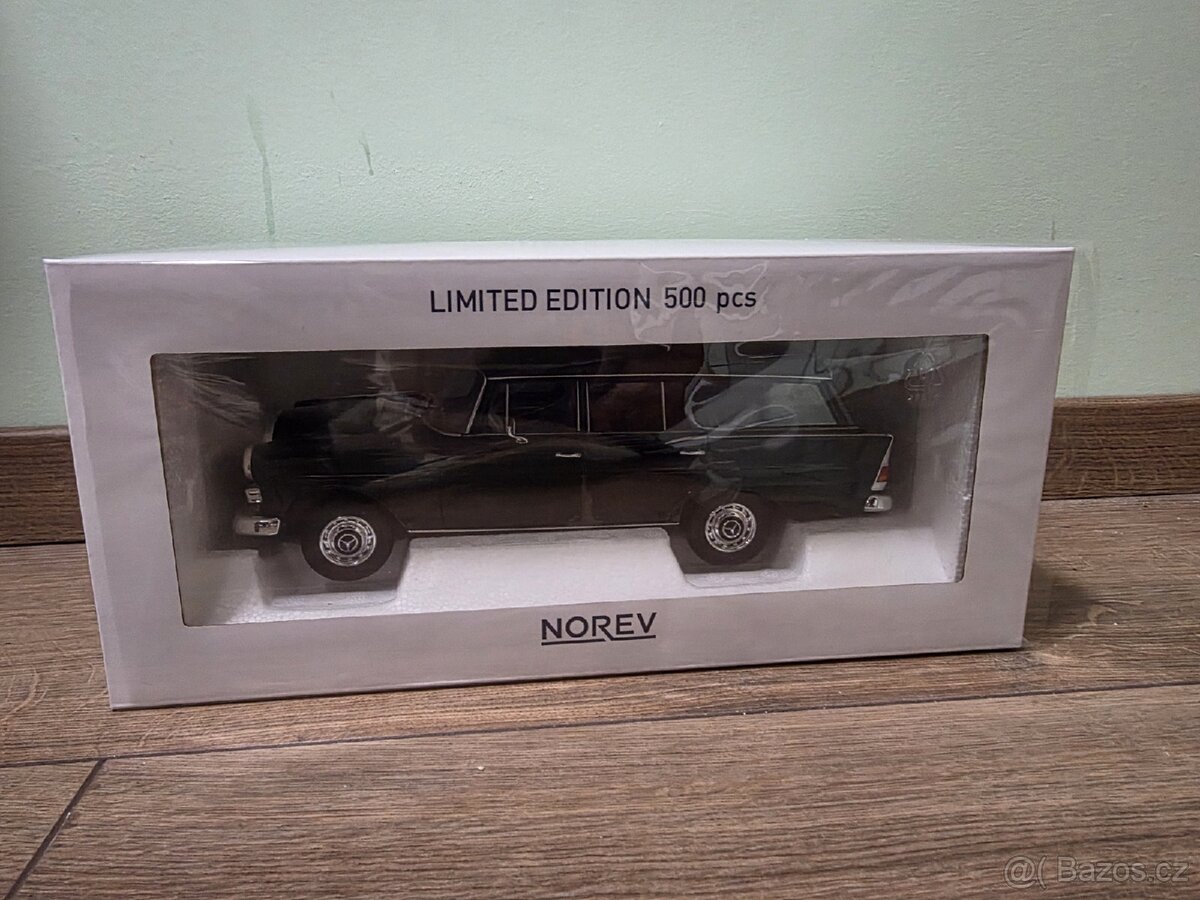 LIMITED EDITION 500 pcs
NOREV
@( Bazos.cz